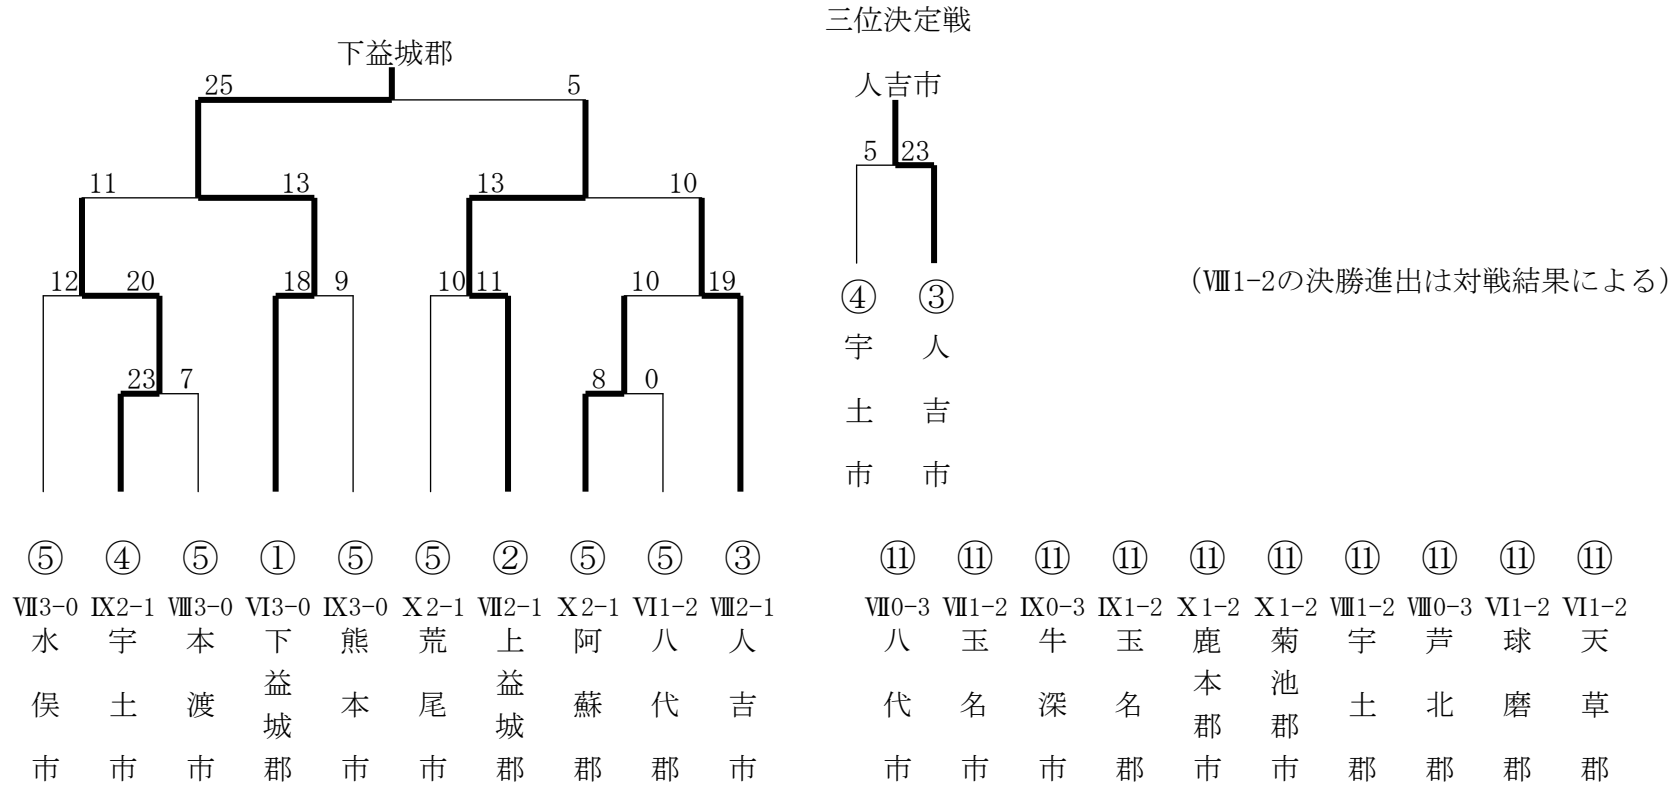 三位決定戦
下益城郡
人吉市
25 5
5 23
11 13 13 10
12 20 18 9 10 11 10 19
④ ③
宇土市 人吉市
（Ⅷ1-2の決勝進出は対戦結果による）
23 7 8 0
⑤ ④ ⑤ ① ⑤ ⑤ ② ⑤ ⑤ ③ ⑪ ⑪ ⑪ ⑪ ⑪ ⑪ ⑪ ⑪ ⑪ ⑪
Ⅶ3-0 Ⅸ2-1 Ⅷ3-0 Ⅵ3-0 Ⅸ3-0 Ⅹ2-1 Ⅶ2-1 Ⅹ2-1 Ⅵ1-2 Ⅷ2-1 Ⅶ0-3 Ⅶ1-2 Ⅸ0-3 Ⅸ1-2 Ⅹ1-2 Ⅹ1-2 Ⅷ1-2 Ⅷ0-3 Ⅵ1-2 Ⅵ1-2
水俣市 宇土市 本渡市 下益城郡 熊本市 荒尾市 上益城郡 阿蘇郡 八代郡 人吉市 八代市 玉名市 牛深市 玉名郡 鹿本郡市 菊池郡市 宇土郡 芦北郡 球磨郡 天草郡